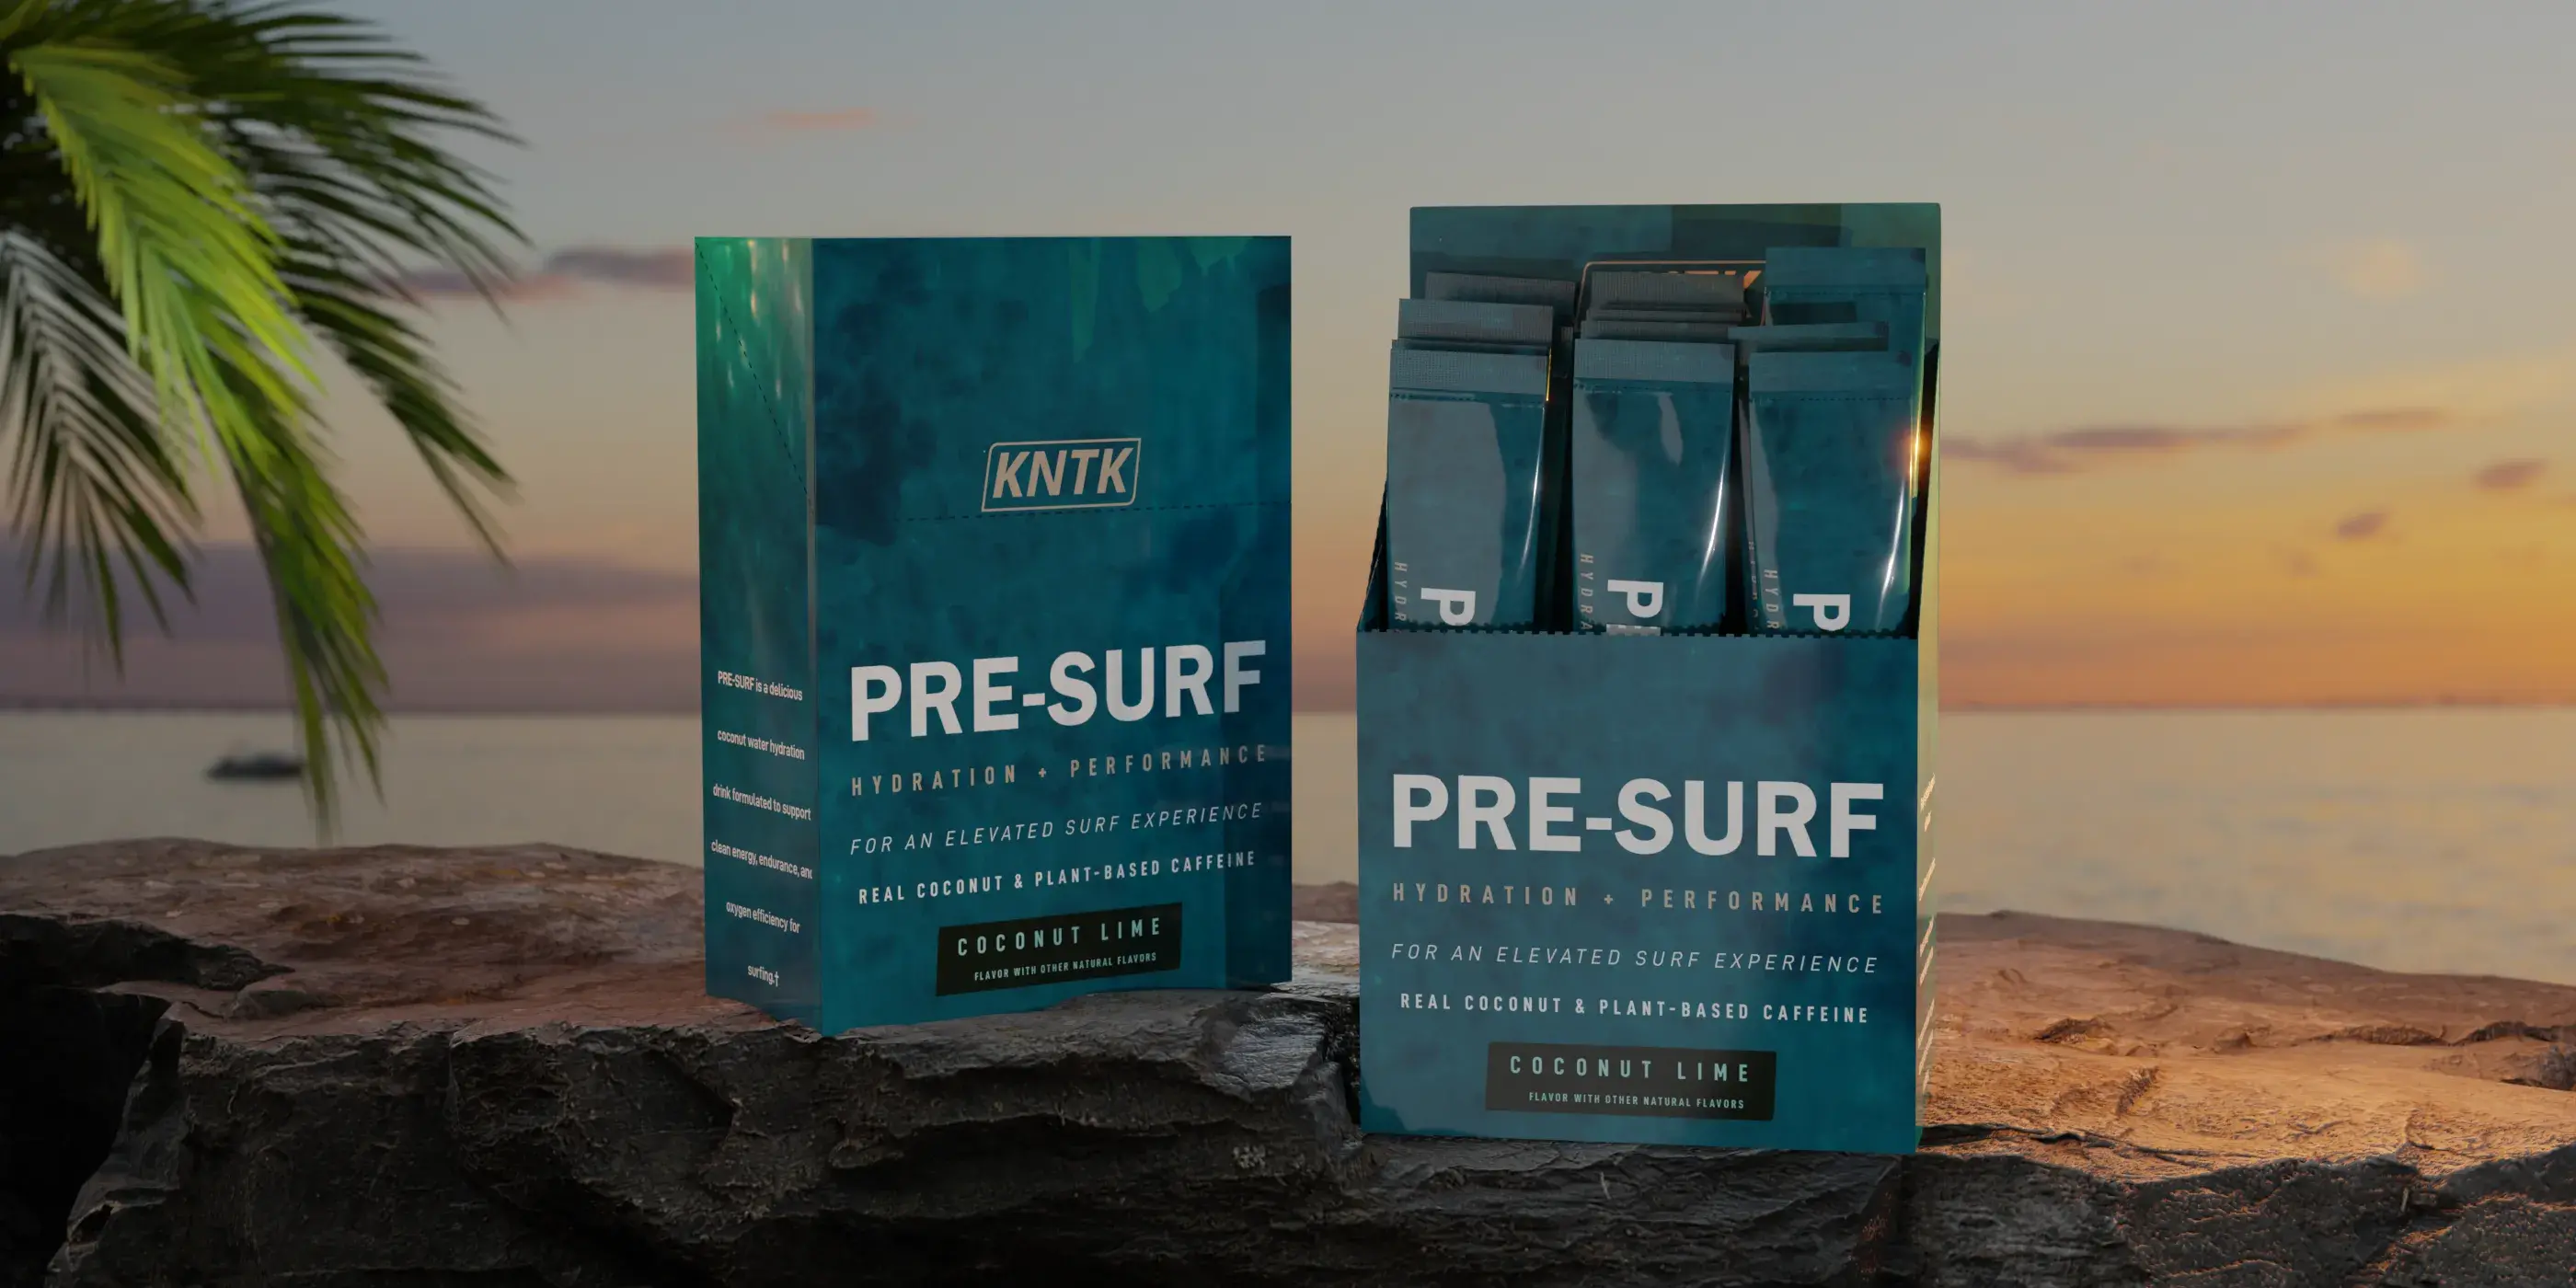 KNTK
PRE-SURF
HYDRATION + PERFORMANCE
FOR AN ELEVATED SURF EXPERIENCE
REAL COCONUT & PLANT-BASED CAFFEINE
COCONUT LIME
FLAVOR WITH OTHER NATURAL FLAVORS
PRE-SURF is a delicious
coconut water hydration
drink formulated to support
clean energy, endurance, and
oxygen efficiency for
surfing.†
PRE-SURF
HYDRATION + PERFORMANCE
FOR AN ELEVATED SURF EXPERIENCE
REAL COCONUT & PLANT-BASED CAFFEINE
COCONUT LIME
FLAVOR WITH OTHER NATURAL FLAVORS